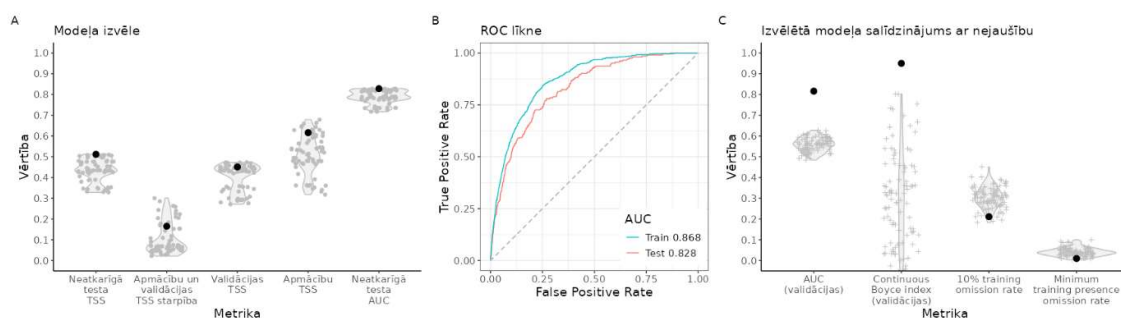 A
Modeļa izvēle
Vērtība
1.0
0.9
0.8
0.7
0.6
0.5
0.4
0.3
0.2
0.1
0.0
Neatkarīgā
testa
TSS
Apmācību un
validācijas
TSS starpība
Validācijas
TSS
Apmācību
TSS
Neatkarīgā
testa
AUC
Metrika
B
ROC līkne
True Positive Rate
1.00
0.75
0.50
0.25
0.00
AUC
Train 0.868
Test 0.828
0.00
0.25
0.50
0.75
1.00
False Positive Rate
C
Izvēlētā modeļa salīdzinājums ar nejaušību
Vērtība
1.0
0.9
0.8
0.7
0.6
0.5
0.4
0.3
0.2
0.1
0.0
AUC
(validācijas)
Continuous
Boyce index
(validācijas)
10% training
omission rate
Minimum
training presence
omission rate
Metrika